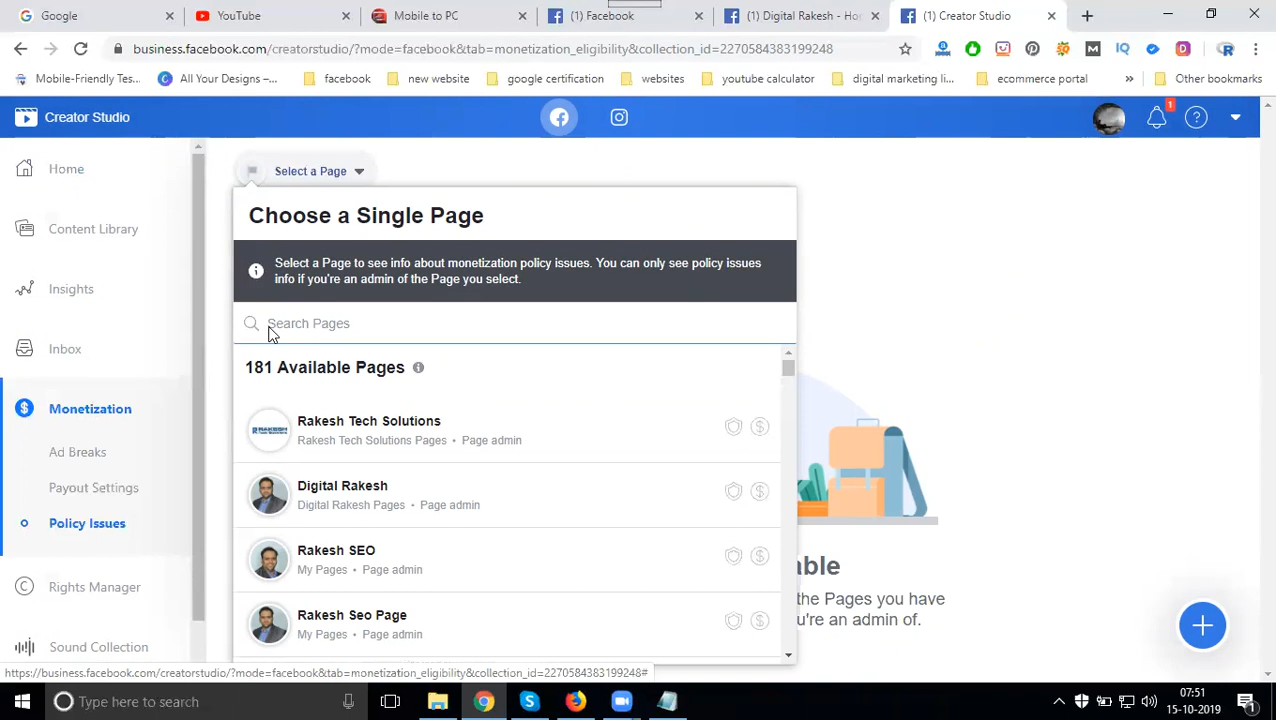 Google
YouTube
Mobile to PC
(1) Facebook
(1) Digital Rakesh - Ho
(1) Creator Studio
business.facebook.com/creatorstudio/?mode=facebook&tab=monetization_eligibility&collection_id=2270584383199248
Mobile-Friendly Tes...
All Your Designs –...
facebook
new website
google certification
websites
youtube calculator
digital marketing li...
ecommerce portal
Other bookmarks
Creator Studio
1
Home
Content Library
Insights
Inbox
Monetization
Ad Breaks
Payout Settings
Policy Issues
Rights Manager
Sound Collection
Select a Page
Choose a Single Page
Select a Page to see info about monetization policy issues. You can only see policy issues
info if you're an admin of the Page you select.
Search Pages
181 Available Pages
Rakesh Tech Solutions
Rakesh Tech Solutions Pages • Page admin
Digital Rakesh
Digital Rakesh Pages • Page admin
Rakesh SEO
My Pages • Page admin
Rakesh Seo Page
My Pages • Page admin
able
the Pages you have
u're an admin of.
https://business.facebook.com/creatorstudio/?mode=facebook&tab=monetization_eligibility&collection_id=2270584383199248#
Type here to search
07:51
15-10-2019
1